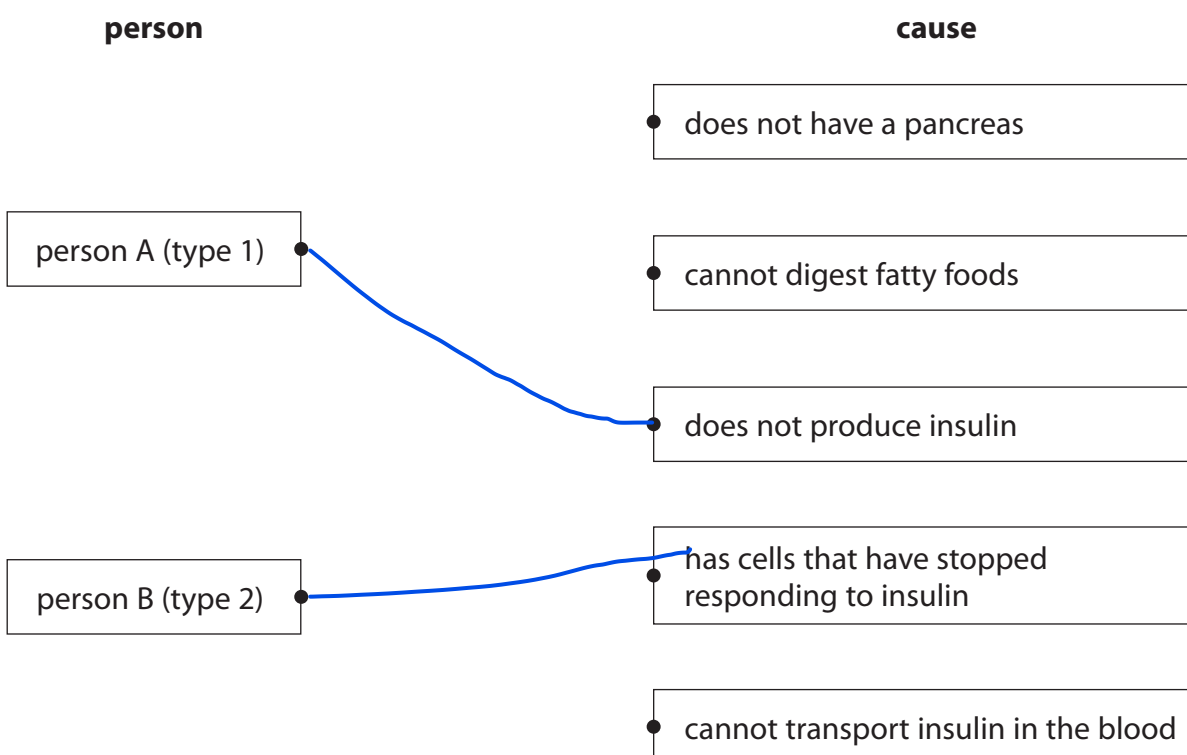 person
cause
does not have a pancreas
person A (type 1)
cannot digest fatty foods
does not produce insulin
has cells that have stopped
responding to insulin
person B (type 2)
cannot transport insulin in the blood